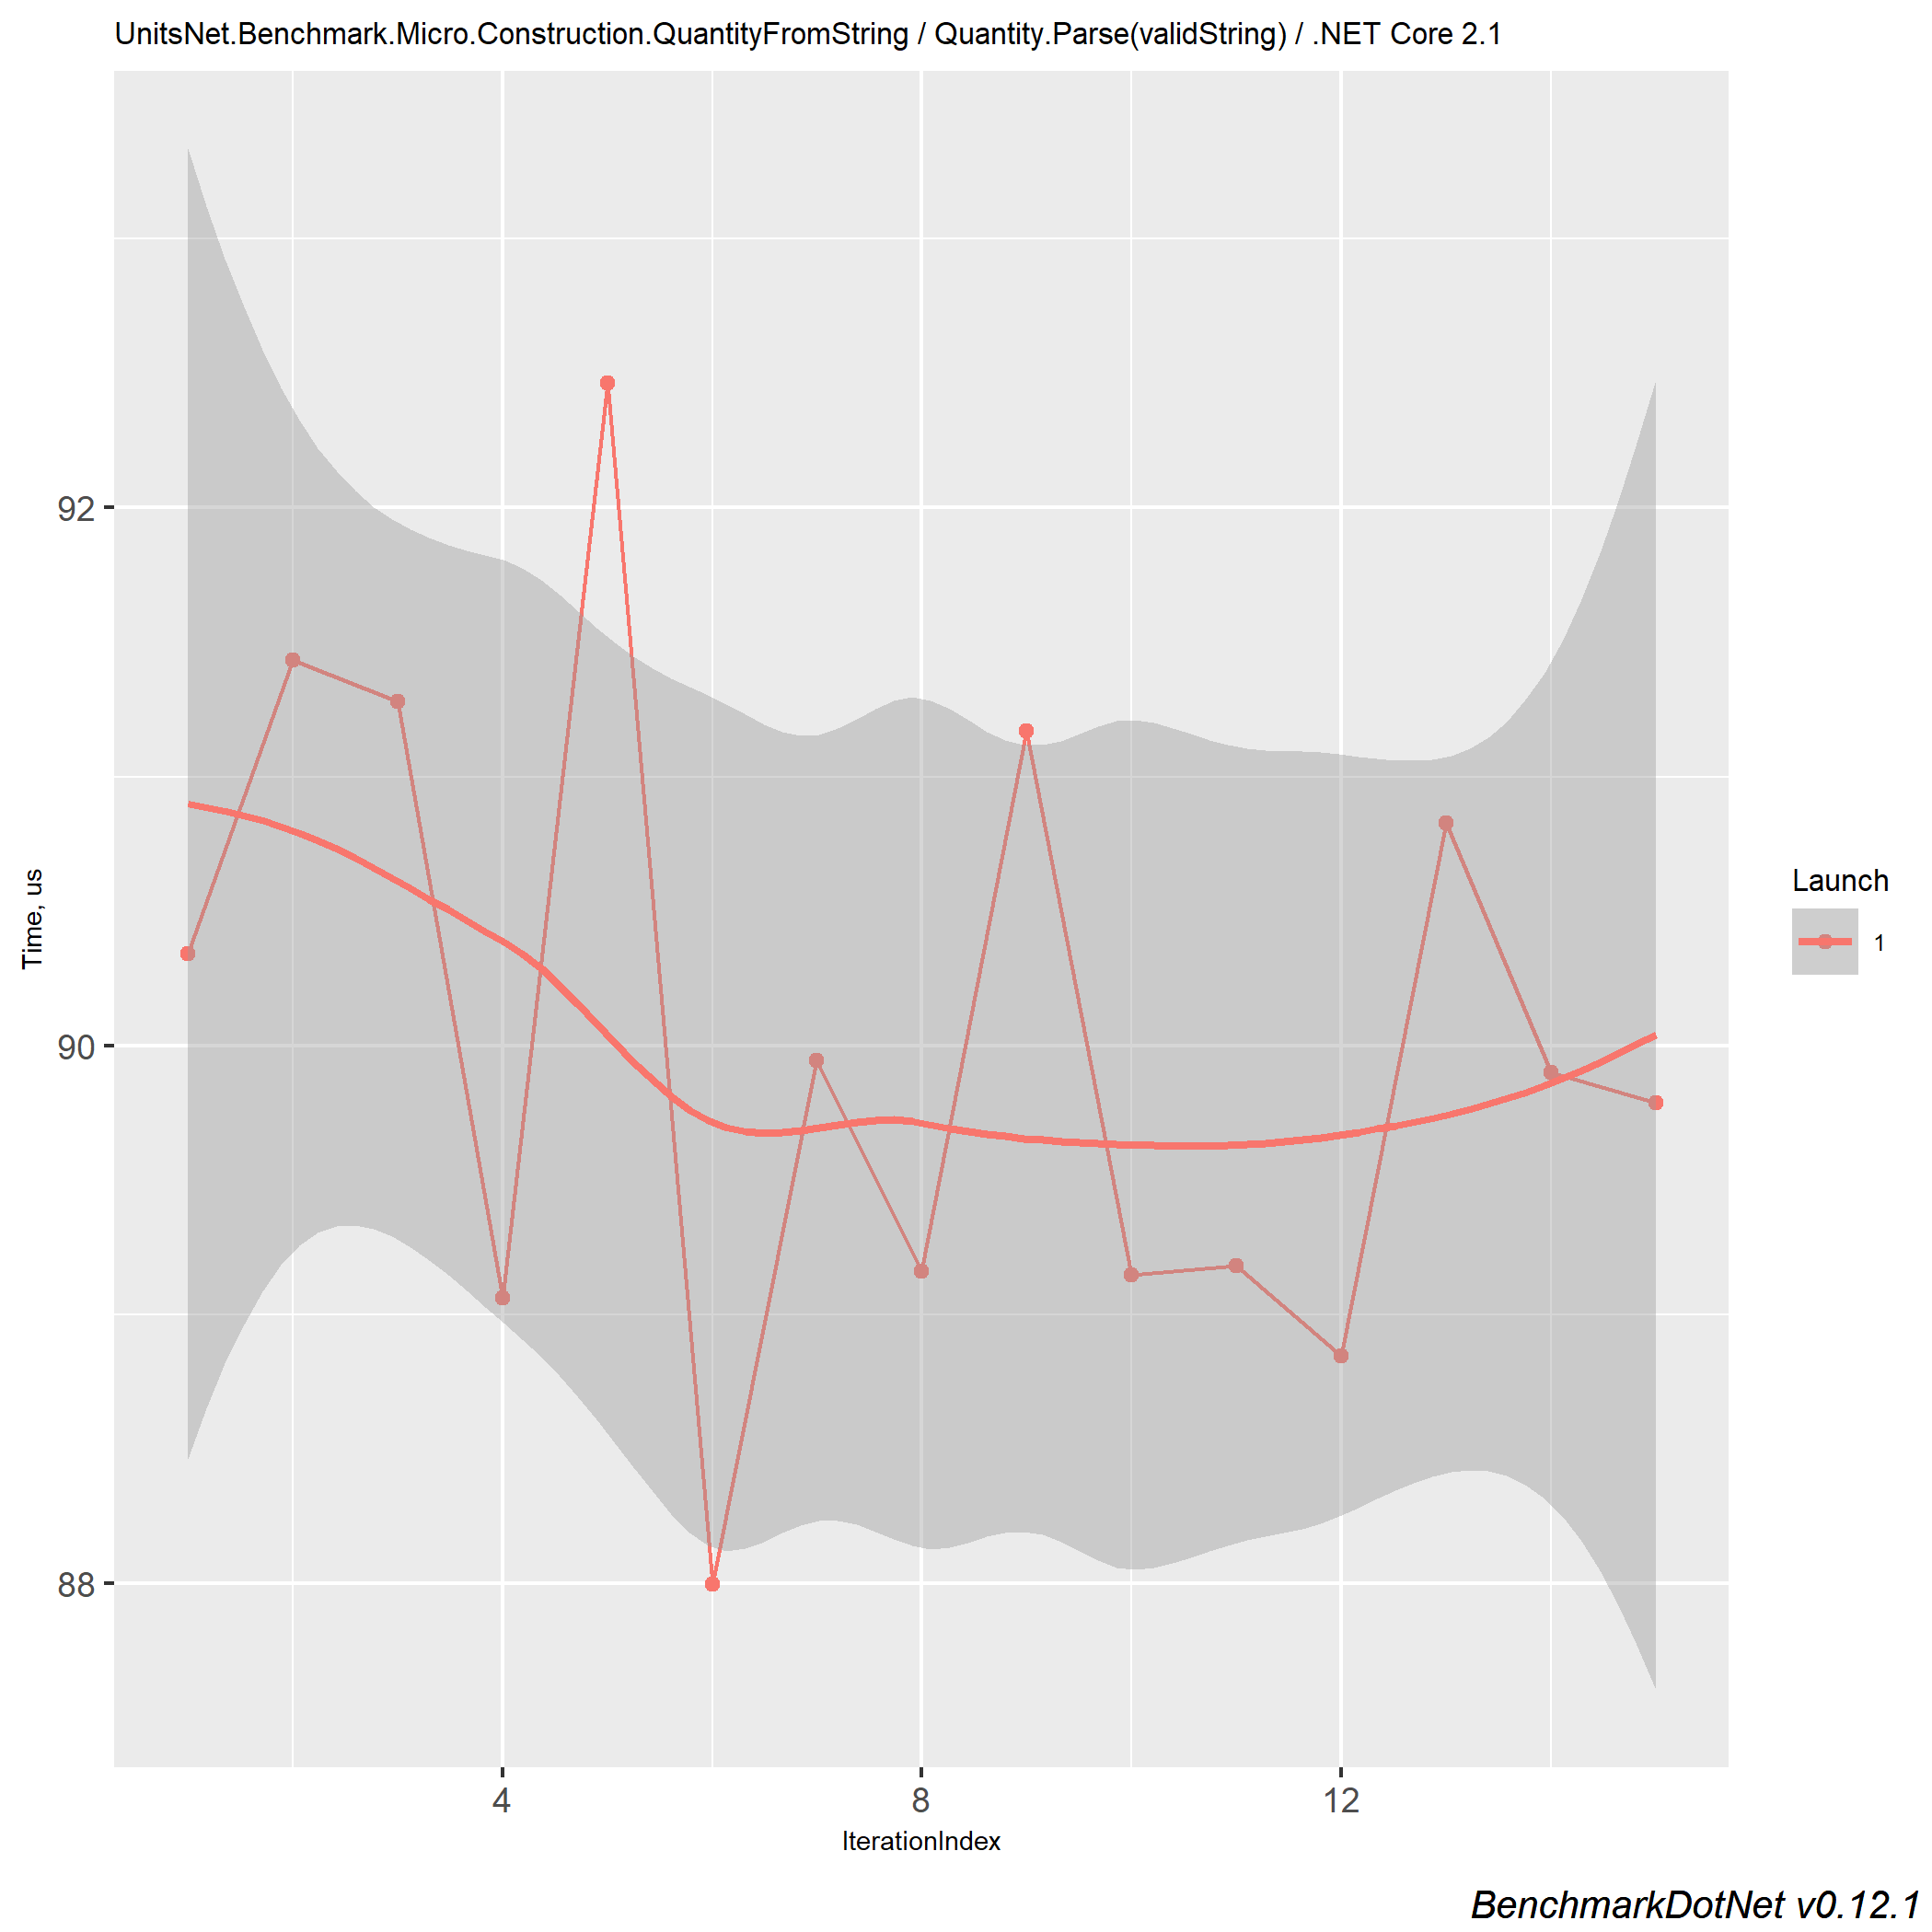 UnitsNet.Benchmark.Micro.Construction.QuantityFromString / Quantity.Parse(validString) / .NET Core 2.1
92
90
88
Time, us
4
8
12
IterationIndex
Launch
1
BenchmarkDotNet v0.12.1